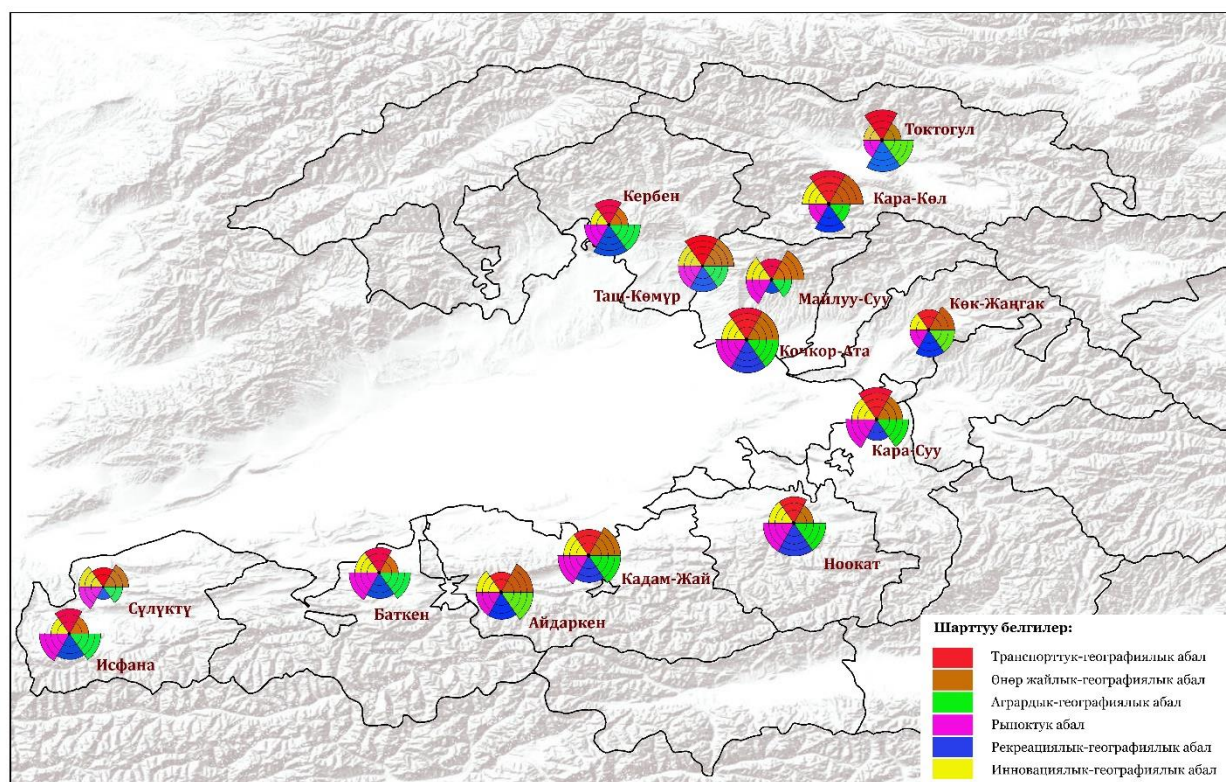 Токтогул
Кербен
Кара-Көл
Таш-Көмүр
Майлуу-Суу
Көк-Жаңгак
Кочкор-Ата
Кара-Суу
Ноокат
Кадам-Жай
Сүлүктү
Баткен
Айдаркен
Исфана
Шарттуу белгилер:
Транспорттук-географиялык абал
Өнөр жайлык-географиялык абал
Агрардык-географиялык абал
Рыноктук абал
Рекреациялык-географиялык абал
Инновациялык-географиялык абал